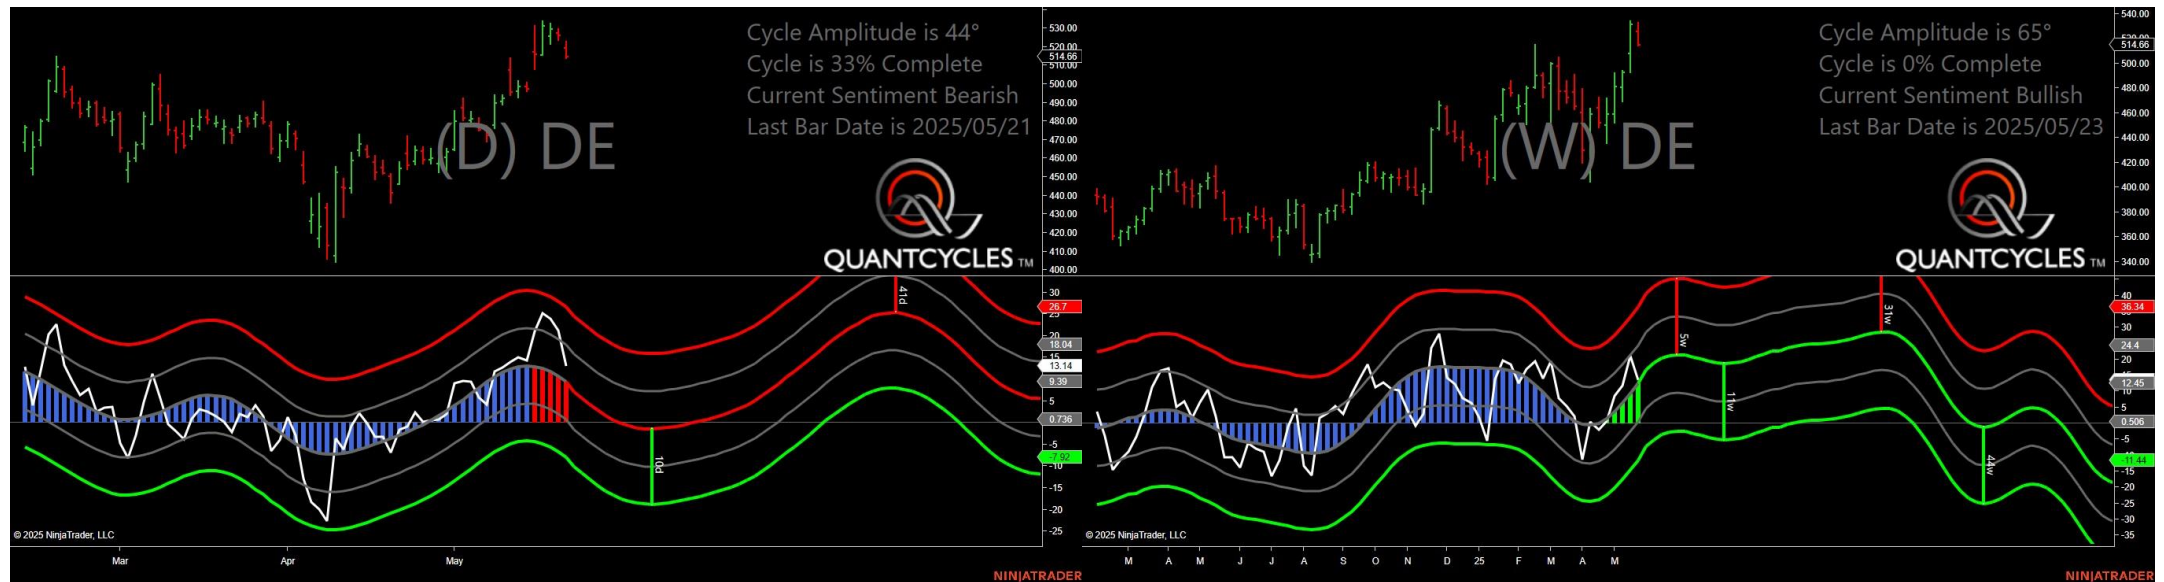 Cycle Amplitude is 44°
Cycle is 33% Complete
Current Sentiment Bearish
Last Bar Date is 2025/05/21
(D) DE
QUANTCYCLES TM
530.00
520.00
514.66
510.00
500.00
490.00
480.00
470.00
460.00
450.00
440.00
430.00
420.00
410.00
400.00
41d
10d
30
26.7
25
20
18.04
15
13.14
9.39
5
0.736
-5
-7.92
-10
-15
-20
-25
© 2025 NinjaTrader, LLC
Mar Apr May
NINJATRADER
Cycle Amplitude is 65°
Cycle is 0% Complete
Current Sentiment Bullish
Last Bar Date is 2025/05/23
(W) DE
QUANTCYCLES TM
540.00
514.66
500.00
480.00
460.00
440.00
420.00
400.00
380.00
360.00
340.00
5w
11w
31w
44w
40
36.34
30
24.4
20
12.45
5
0.506
-5
-11.44
-15
-20
-25
-30
-35
© 2025 NinjaTrader, LLC
M A M J J A S O N D 25 F M A M
NINJATRADER